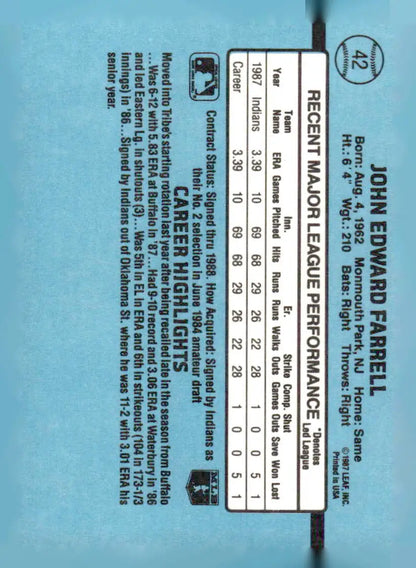 42
JOHN EDWARD FARRELL
Born: Aug. 4, 1962 Monmouth Park, NJ Home: Same
Ht.: 6' 4" Wgt.: 210 Bats: Right Throws: Right
©1987 LEAF, INC.
Printed in USA
RECENT MAJOR LEAGUE PERFORMANCE *Denotes Led League
Team Inn. Er. Strike Comp. Shut
Year Name ERA Games Pitched Hits Runs Runs Walks Outs Games Outs Save Won Lost
1987 Indians 3.39 10 69 68 29 26 22 28 1 0 0 5 1
Career 3.39 10 69 68 29 26 22 28 1 0 0 5 1
Contract Status: Signed thru 1988. How Acquired: Signed by Indians as
their No. 2 selection in June 1984 amateur draft
MLB
CAREER HIGHLIGHTS
Moved into Tribe's starting rotation last year after being recalled late in the season from Buffalo
... Was 6-12 with 5.83 ERA at Buffalo in '87... Had 9-10 record and 3.06 ERA at Waterbury in '86
and led Eastern Lg. in shutouts (3)... Was 5th in EL in ERA and 6th in strikeouts (104 in 173-1/3
innings) in '86... Signed by Indians out of Oklahoma St. where he was 11-2 with 3.01 ERA his
senior year.